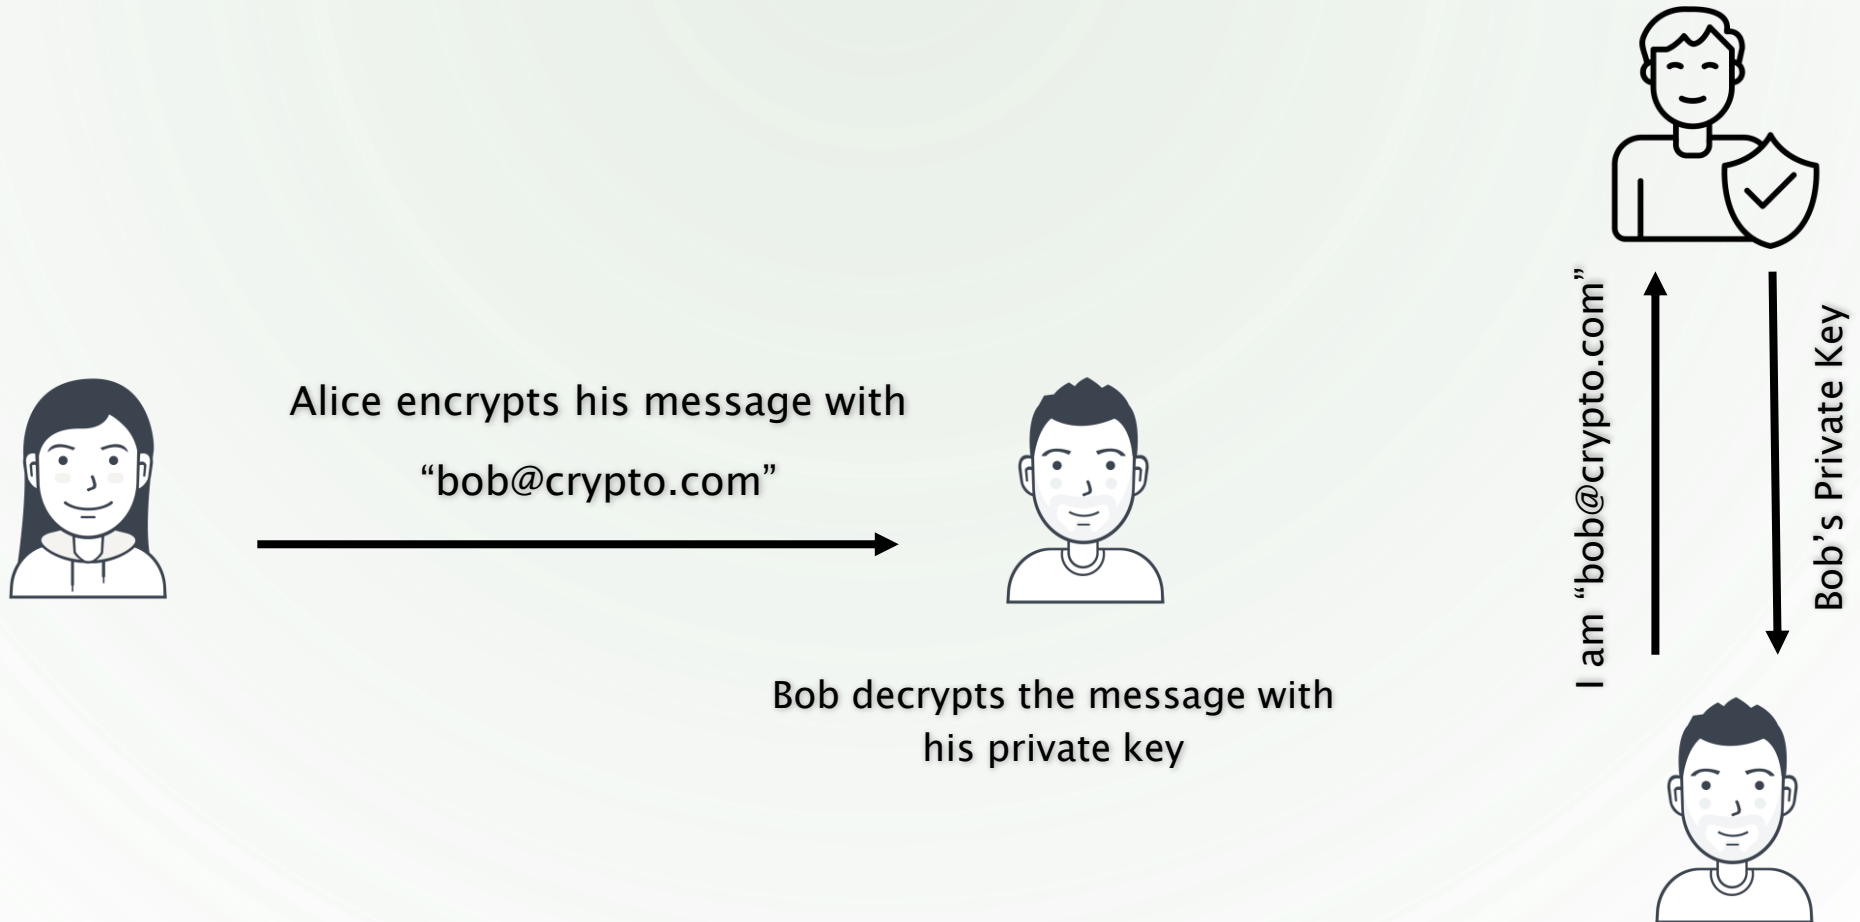 Alice encrypts his message with
“bob@crypto.com”
Bob decrypts the message with
his private key
I am “bob@crypto.com”
Bob’s Private Key